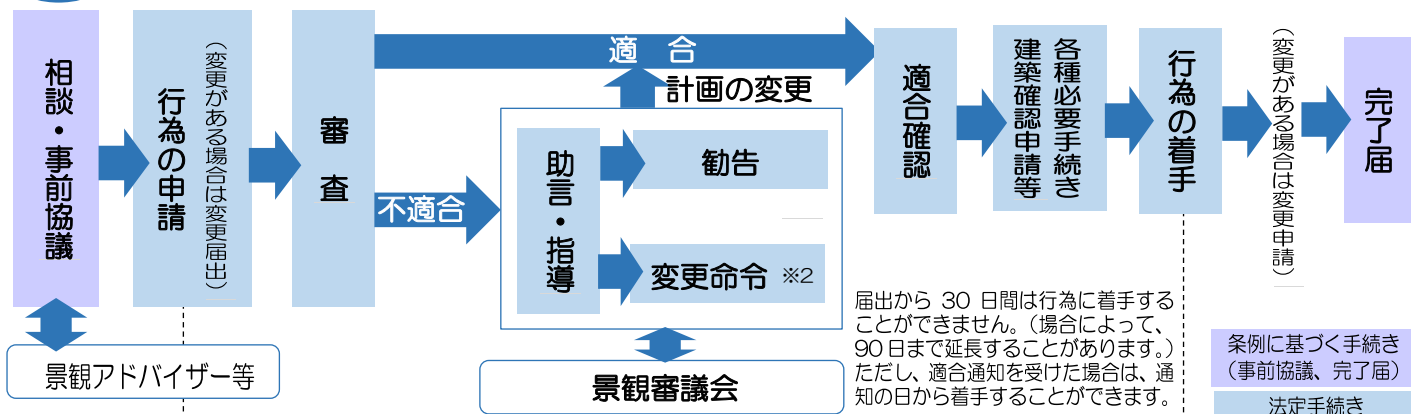 相談・事前協議
行為の申請
（変更がある場合は変更届出）
審 査
適 合
計画の変更
不適合
助言・指導
勧告
変更命令 ※2
適合確認
各種必要手続き
建築確認申請等
行為の着手
（変更がある場合は変更申請）
完了届
景観アドバイザー等
景観審議会
届出から 30 日間は行為に着手する
ことができません。（場合によって、
90日まで延長することがあります。）
ただし、適合通知を受けた場合は、通
知の日から着手することができます。
条例に基づく手続き
（事前協議、完了届）
法定手続き